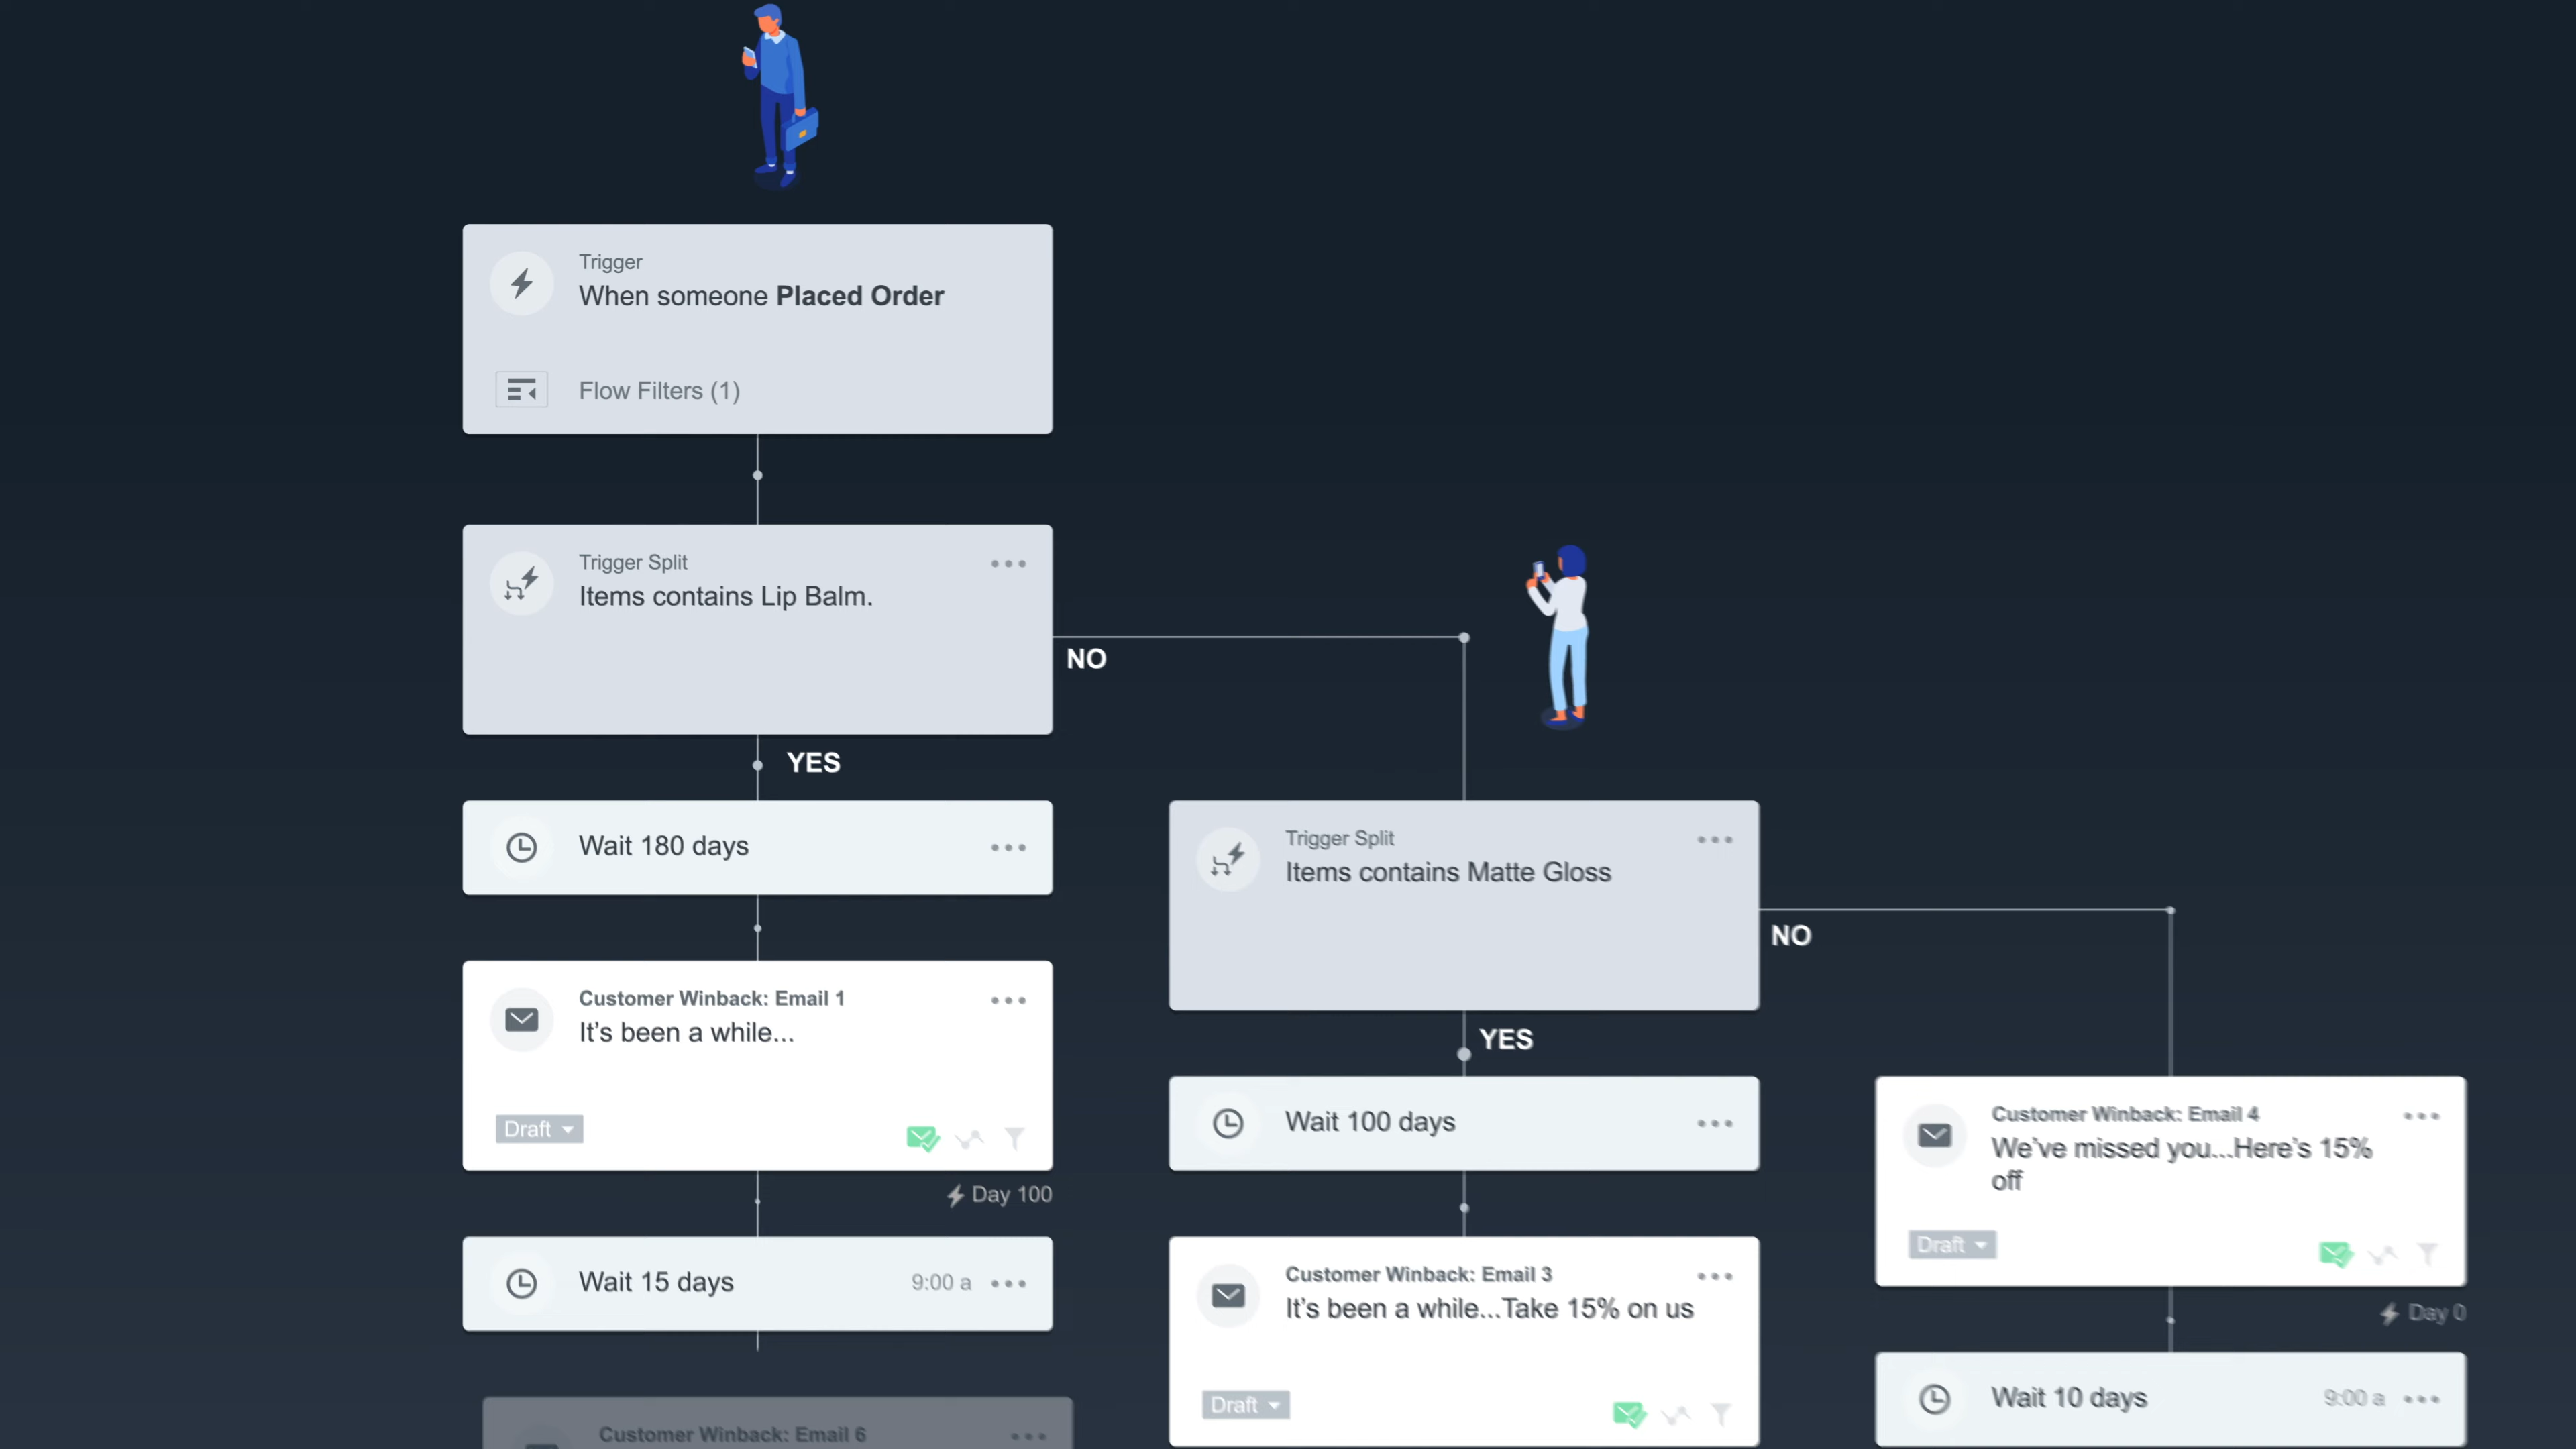 Trigger
When someone Placed Order
Flow Filters (1)
Trigger Split
Items contains Lip Balm.
NO
YES
Wait 180 days
Customer Winback: Email 1
It’s been a while...
Draft
Day 100
Wait 15 days
9:00 a
Customer Winback: Email 6
Trigger Split
Items contains Matte Gloss
NO
YES
Wait 100 days
Customer Winback: Email 3
It’s been a while...Take 15% on us
Draft
Customer Winback: Email 4
We’ve missed you...Here’s 15%
off
Draft
Day 0
Wait 10 days
9:00 a